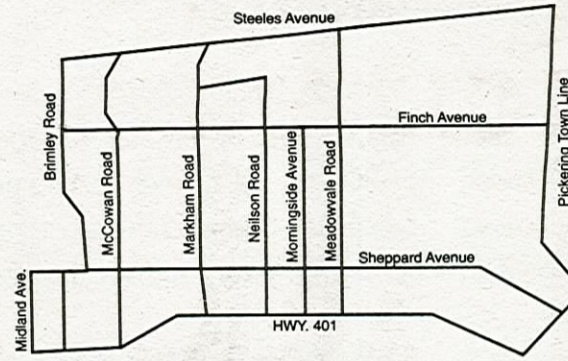 Steeles Avenue
Brimley Road
McCowan Road
Markham Road
Neilson Road
Morningside Avenue
Meadowvale Road
Finch Avenue
Pickering Town Line
Midland Ave.
Sheppard Avenue
HWY. 401